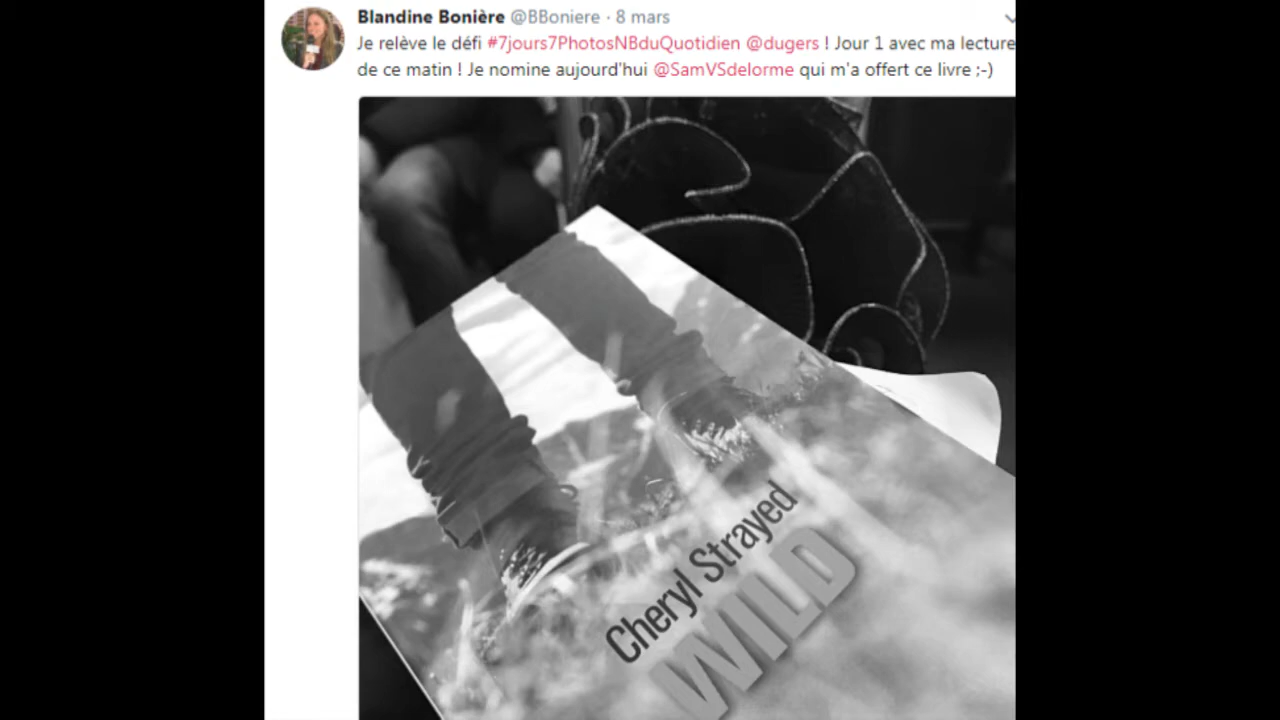 Blandine Bonière @BBoniere · 8 mars
Je relève le défi #7jours7PhotosNBduQuotidien @dugers ! Jour 1 avec ma lecture
de ce matin ! Je nomine aujourd'hui @SamVSdelorme qui m'a offert ce livre ;-)
Cheryl Strayed
WILD